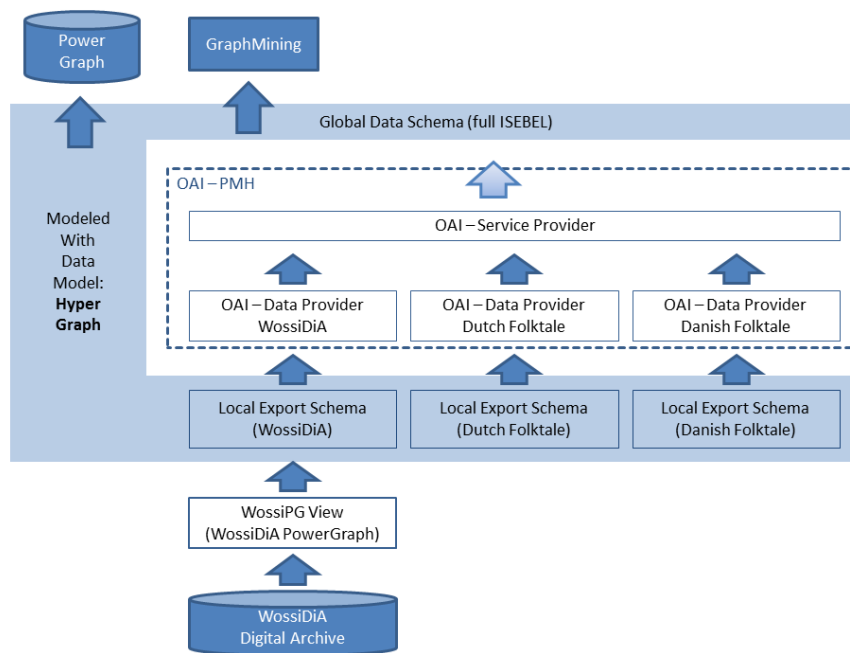 Power
Graph
GraphMining
Global Data Schema (full ISEBEL)
OAI – PMH
OAI – Service Provider
Modeled
With
Data
Model:
Hyper
Graph
OAI – Data Provider
WossiDiA
OAI – Data Provider
Dutch Folktale
OAI – Data Provider
Danish Folktale
Local Export Schema
(WossiDiA)
Local Export Schema
(Dutch Folktale)
Local Export Schema
(Danish Folktale)
WossiPG View
(WossiDiA PowerGraph)
WossiDiA
Digital Archive